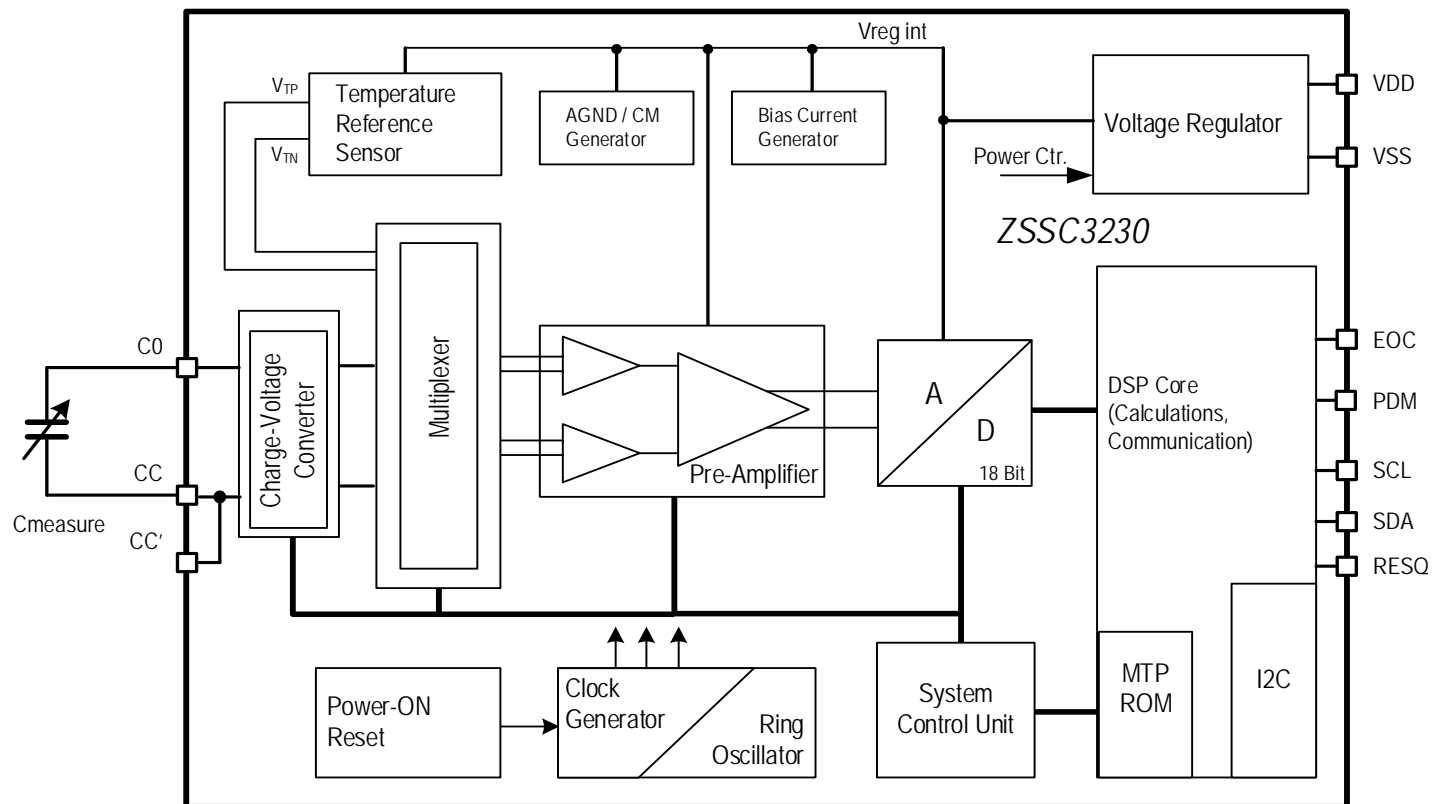 Vreg int
VDD
VTP
Temperature
Reference
Sensor
AGND / CM
Generator
Bias Current
Generator
Voltage Regulator
VTN
Power Ctr.
VSS
ZSSC3230
C0
Charge-Voltage
Converter
Multiplexer
EOC
A
D
18 Bit
DSP Core
(Calculations,
Communication)
PDM
Pre-Amplifier
CC
SCL
Cmeasure
CC'
SDA
RESQ
Power-ON
Reset
Clock
Generator
Ring
Oscillator
System
Control Unit
MTP
ROM
I2C